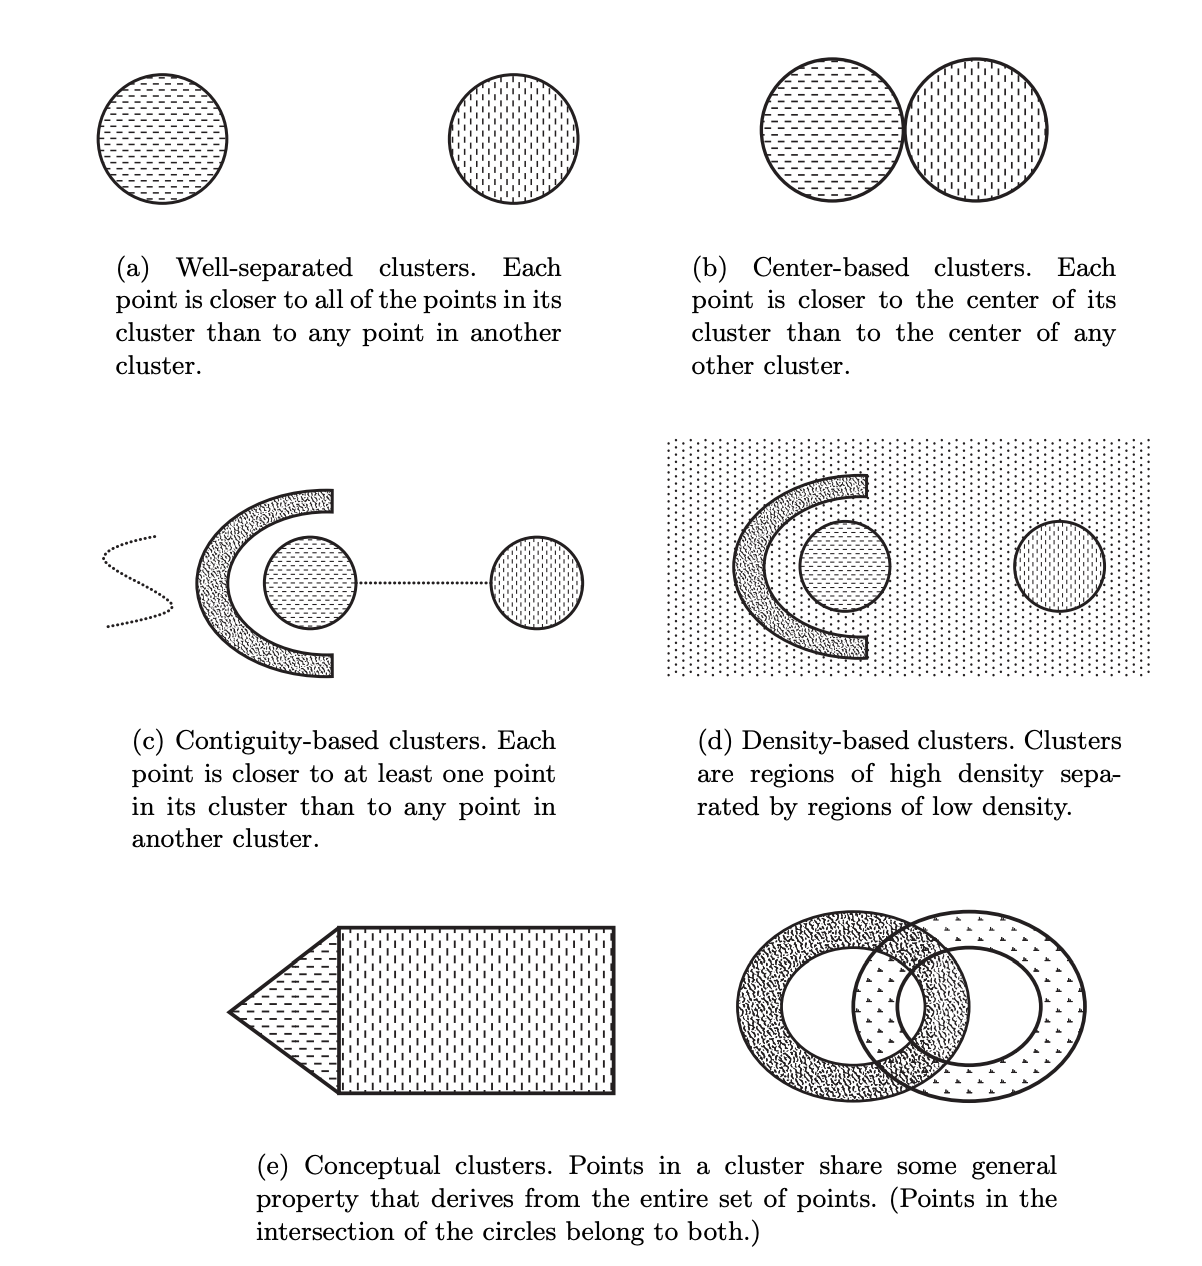 (a) Well-separated clusters. Each
point is closer to all of the points in its
cluster than to any point in another
cluster.
(b) Center-based clusters. Each
point is closer to the center of its
cluster than to the center of any
other cluster.
(c) Contiguity-based clusters. Each
point is closer to at least one point
in its cluster than to any point in
another cluster.
(d) Density-based clusters. Clusters
are regions of high density sepa-
rated by regions of low density.
(e) Conceptual clusters. Points in a cluster share some general
property that derives from the entire set of points. (Points in the
intersection of the circles belong to both.)